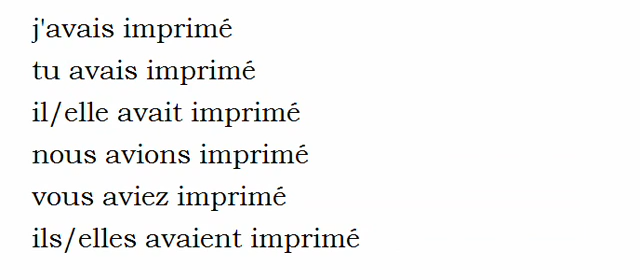 j'avais imprimé
tu avais imprimé
il/elle avait imprimé
nous avions imprimé
vous aviez imprimé
ils/elles avaient imprimé